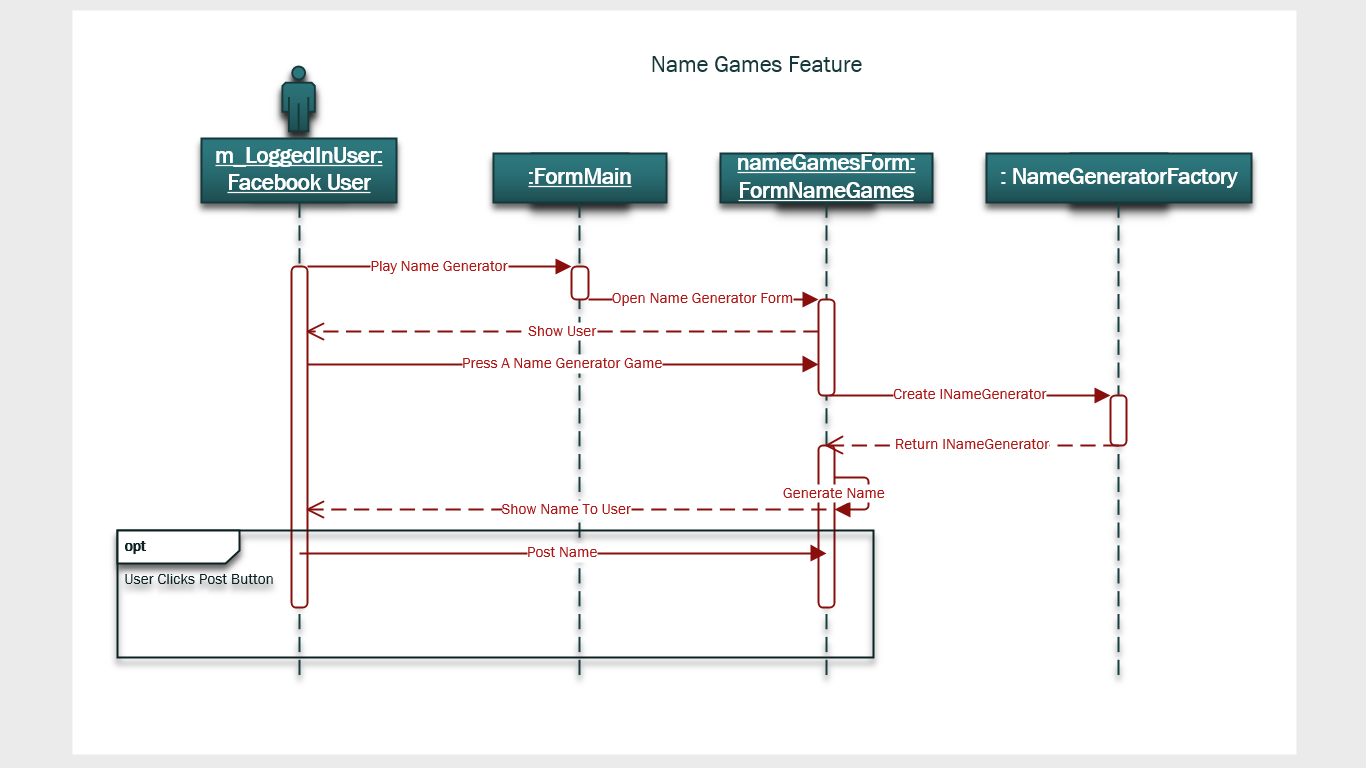 Name Games Feature
m_LoggedInUser:
Facebook User
:FormMain
nameGamesForm:
FormNameGames
: NameGeneratorFactory
Play Name Generator
Open Name Generator Form
Show User
Press A Name Generator Game
Create INameGenerator
Return INameGenerator
Generate Name
Show Name To User
opt
Post Name
User Clicks Post Button